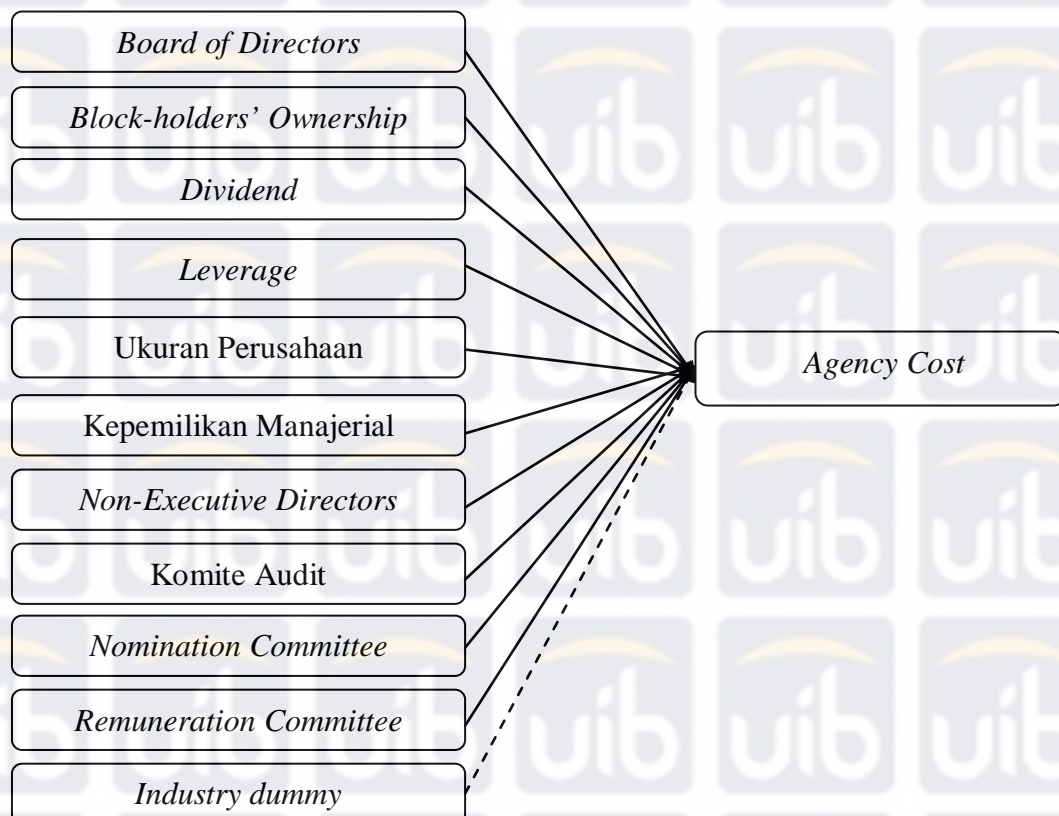 Board of Directors
Block-holders’ Ownership
Dividend
Leverage
Ukuran Perusahaan
Kepemilikan Manajerial
Non-Executive Directors
Komite Audit
Nomination Committee
Remuneration Committee
Industry dummy
Agency Cost
uib